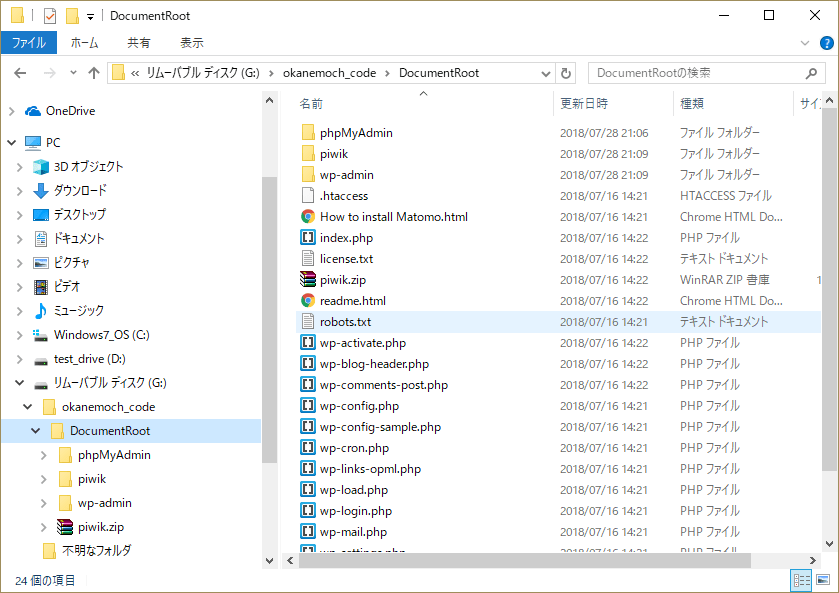 DocumentRoot
ファイル ホーム 共有 表示
« リムーバブル ディスク (G:) › okanemoch_code › DocumentRoot
DocumentRootの検索
OneDrive
PC
3D オブジェクト
ダウンロード
デスクトップ
ドキュメント
ピクチャ
ビデオ
ミュージック
Windows7_OS (C:)
test_drive (D:)
リムーバブル ディスク (G:)
okanemoch_code
DocumentRoot
phpMyAdmin
piwik
wp-admin
piwik.zip
不明なフォルダ
名前 更新日時 種類 サイ
phpMyAdmin 2018/07/28 21:06 ファイル フォルダー
piwik 2018/07/28 21:09 ファイル フォルダー
wp-admin 2018/07/28 21:09 ファイル フォルダー
.htaccess 2018/07/16 14:21 HTACCESS ファイル
How to install Matomo.html 2018/07/16 14:21 Chrome HTML Do...
index.php 2018/07/16 14:22 PHP ファイル
license.txt 2018/07/16 14:22 テキスト ドキュメント
piwik.zip 2018/07/16 14:22 WinRAR ZIP 書庫 1
readme.html 2018/07/16 14:22 Chrome HTML Do...
robots.txt 2018/07/16 14:21 テキスト ドキュメント
wp-activate.php 2018/07/16 14:22 PHP ファイル
wp-blog-header.php 2018/07/16 14:22 PHP ファイル
wp-comments-post.php 2018/07/16 14:22 PHP ファイル
wp-config.php 2018/07/16 14:21 PHP ファイル
wp-config-sample.php 2018/07/16 14:21 PHP ファイル
wp-cron.php 2018/07/16 14:21 PHP ファイル
wp-links-opml.php 2018/07/16 14:21 PHP ファイル
wp-load.php 2018/07/16 14:21 PHP ファイル
wp-login.php 2018/07/16 14:21 PHP ファイル
wp-mail.php 2018/07/16 14:21 PHP ファイル
wp-settings.php 2018/07/16 14:21 PHP ファイル
24 個の項目